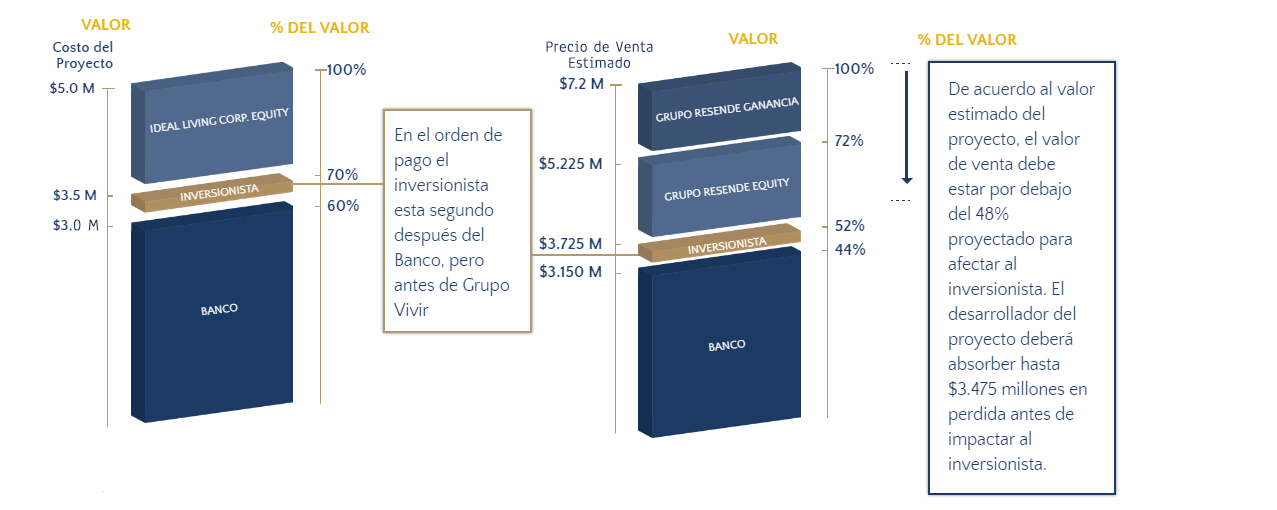 VALOR
% DEL VALOR
Costo del
Proyecto
$5.0 M
100%
IDEAL LIVING CORP. EQUITY
70%
$3.5 M
INVERSIONISTA
60%
$3.0 M
BANCO
En el orden de
pago el
inversionista
esta segundo
después del
Banco, pero
antes de Grupo
Vivir
Precio de Venta
Estimado
VALOR
% DEL VALOR
$7.2 M
100%
GRUPO RESENDE GANANCIA
72%
$5.225 M
GRUPO RESENDE EQUITY
52%
$3.725 M
INVERSIONISTA
44%
$3.150 M
BANCO
De acuerdo al valor
estimado del
proyecto, el valor
de venta debe
estar por debajo
del 48%
proyectado para
afectar al
inversionista. El
desarrollador del
proyecto deberá
absorber hasta
$3.475 millones en
perdida antes de
impactar al
inversionista.